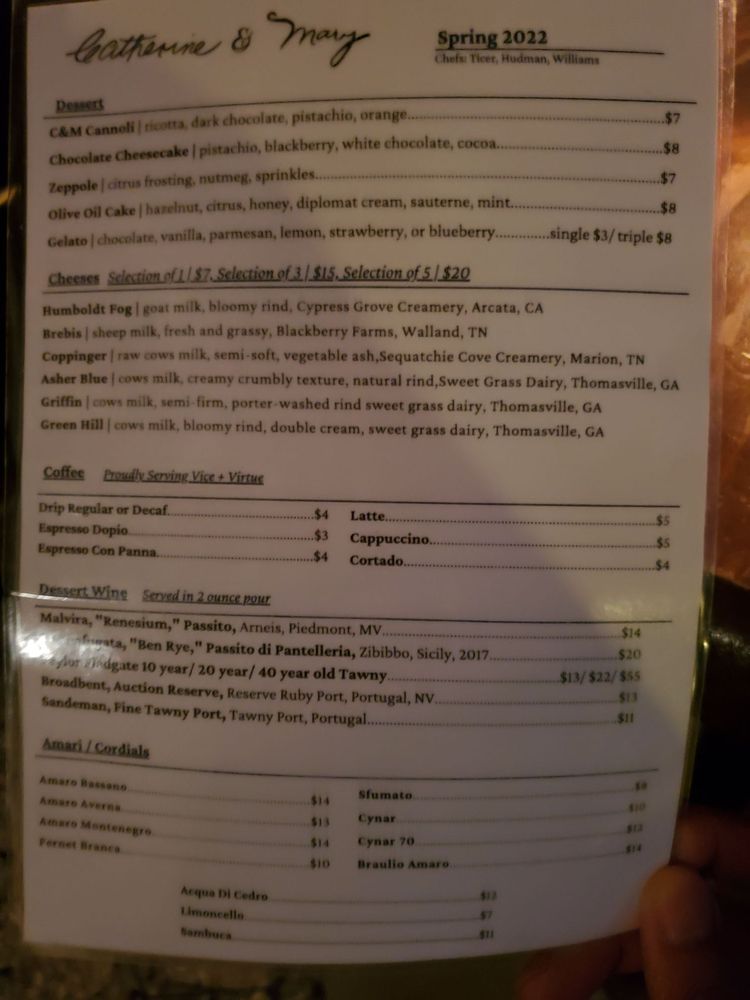 Catherine & Mary
Spring 2022
Chefs: Ticer, Hudman, Williams
Dessert
C&M Cannoli | ricotta, dark chocolate, pistachio, orange........$7
Chocolate Cheesecake | pistachio, blackberry, white chocolate, cocoa........$8
Zeppole | citrus frosting, nutmeg, sprinkles........$7
Olive Oil Cake | hazelnut, citrus, honey, diplomat cream, sauterne, mint........$8
Gelato | chocolate, vanilla, parmesan, lemon, strawberry, or blueberry............single $3/ triple $8
Cheeses Selection of 1 | $7, Selection of 3 | $15, Selection of 5 | $20
Humboldt Fog | goat milk, bloomy rind, Cypress Grove Creamery, Arcata, CA
Brebis | sheep milk, fresh and grassy, Blackberry Farms, Walland, TN
Coppinger | raw cows milk, semi-soft, vegetable ash,Sequatchie Cove Creamery, Marion, TN
Asher Blue | cows milk, creamy crumbly texture, natural rind,Sweet Grass Dairy, Thomasville, GA
Griffin | cows milk, semi-firm, porter-washed rind sweet grass dairy, Thomasville, GA
Green Hill | cows milk, bloomy rind, double cream, sweet grass dairy, Thomasville, GA
Coffee Proudly Serving Vice + Virtue
Drip Regular or Decaf........$4
Espresso Dopio........$3
Espresso Con Panna........$4
Latte........$5
Cappuccino........$5
Cortado........$4
Dessert Wine Served in 2 ounce pour
Malvira, "Renesium," Passito, Arneis, Piedmont, MV........$14
"Ben Rye," Passito di Pantelleria, Zibibbo, Sicily, 2017........$20
10 year/ 20 year/ 40 year old Tawny........$13/ $22/ $55
Broadbent, Auction Reserve, Reserve Ruby Port, Portugal, NV........$13
Sandeman, Fine Tawny Port, Tawny Port, Portugal........$11
Amari / Cordials
Amaro Bassano........$14
Amaro Averna........$13
Amaro Montenegro........$14
Fernet Branca........$10
Sfumato........
Cynar........$10
Cynar 70........$12
Braulio Amaro........$14
Acqua Di Cedro........$12
Limoncello........$7
Sambuca........$11